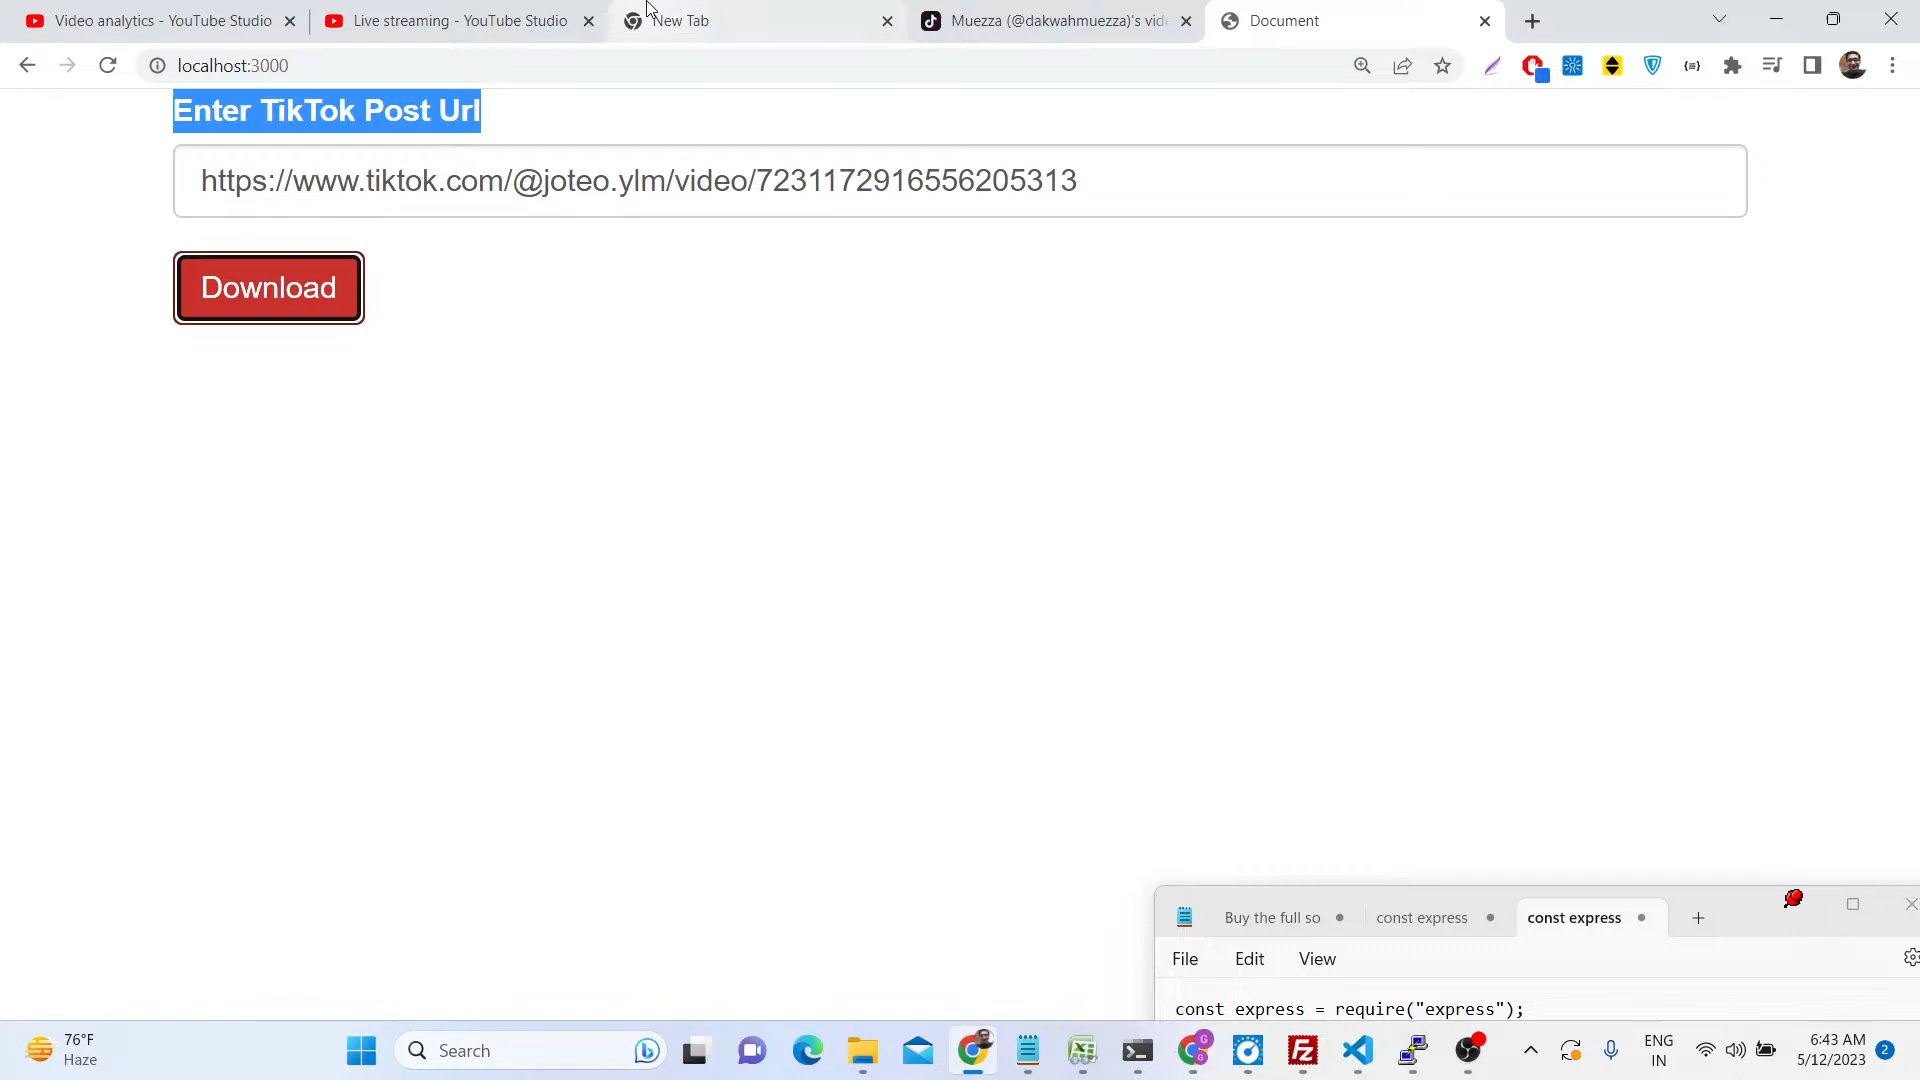 Video analytics - YouTube Studio
Live streaming - YouTube Studio
New Tab
Muezza (@dakwahmuezza)'s vid
Document
localhost:3000
Enter TikTok Post Url
https://www.tiktok.com/@joteo.ylm/video/7231172916556205313
Download
Buy the full so
const express
const express
File
Edit
View
const express = require("express");
76°F
Haze
Search
ENG
IN
6:43 AM
5/12/2023
2